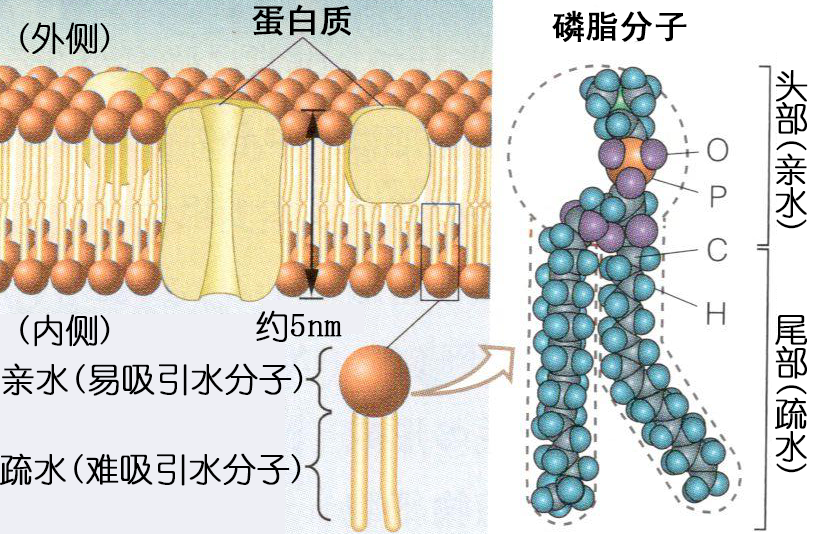 (外侧)
蛋白质
磷脂分子
头部(亲水)
O
P
C
H
(内侧)
约5nm
尾部(疏水)
亲水(易吸引水分子)
疏水(难吸引水分子)